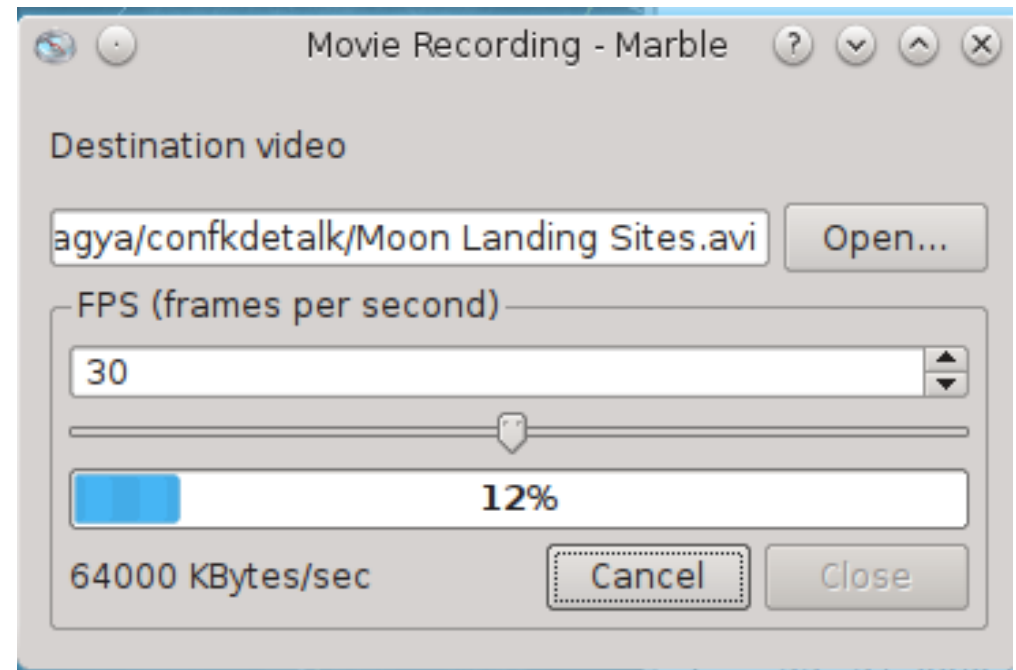 Movie Recording - Marble
Destination video
agya/confkdetalk/Moon Landing Sites.avi
Open...
FPS (frames per second)
30
12%
64000 KBytes/sec
Cancel
Close